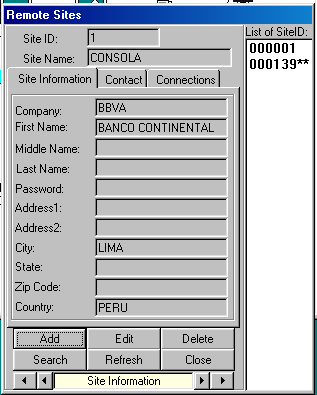 Remote Sites
Site ID: 1
Site Name: CONSOLA
List of SiteID:
000001
000139**
Site Information Contact Connections
Company: BBVA
First Name: BANCO CONTINENTAL
Middle Name:
Last Name:
Password:
Address1:
Address2:
City: LIMA
State:
Zip Code:
Country: PERU
Add Edit Delete
Search Refresh Close
Site Information